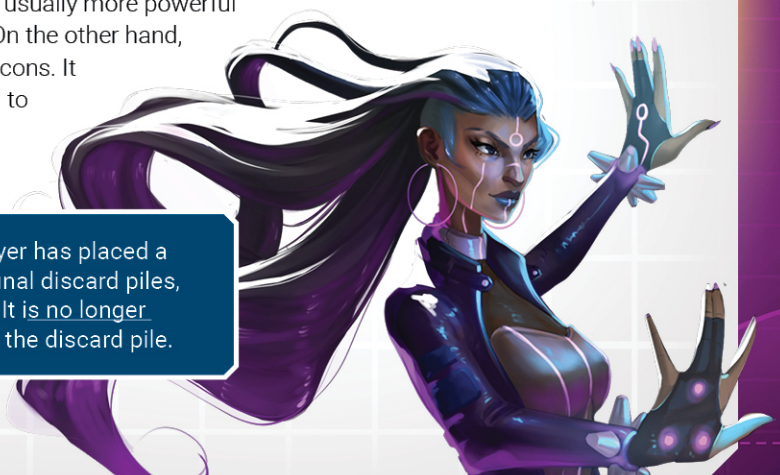 usually more powerful
On the other hand,
cons. It
to
yer has placed a
nal discard piles,
It is no longer
the discard pile.